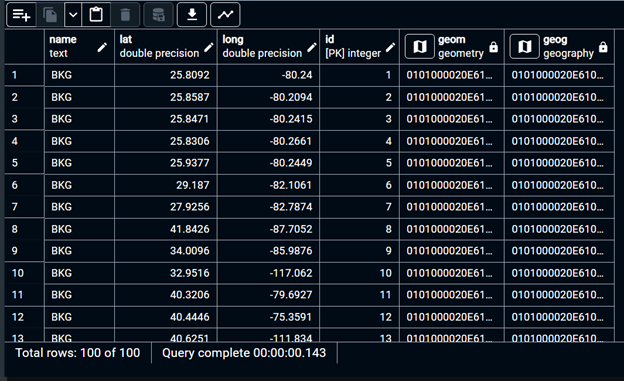 name lat long id geom geog
text double precision double precision [PK] integer geometry geography
1 BKG 25.8092 -80.24 1 0101000020E61... 0101000020E610...
2 BKG 25.8587 -80.2094 2 0101000020E61... 0101000020E610...
3 BKG 25.8471 -80.2415 3 0101000020E61... 0101000020E610...
4 BKG 25.8306 -80.2661 4 0101000020E61... 0101000020E610...
5 BKG 25.9377 -80.2449 5 0101000020E61... 0101000020E610...
6 BKG 29.187 -82.1061 6 0101000020E61... 0101000020E610...
7 BKG 27.9256 -82.7874 7 0101000020E61... 0101000020E610...
8 BKG 41.8426 -87.7052 8 0101000020E61... 0101000020E610...
9 BKG 34.0096 -85.9876 9 0101000020E61... 0101000020E610...
10 BKG 32.9516 -117.062 10 0101000020E61... 0101000020E610...
11 BKG 40.3206 -79.6927 11 0101000020E61... 0101000020E610...
12 BKG 40.4446 -75.3591 12 0101000020E61... 0101000020E610...
13 BKG 40.6251 -111.834 13 0101000020E61... 0101000020E610...
Total rows: 100 of 100 Query complete 00:00:00.143